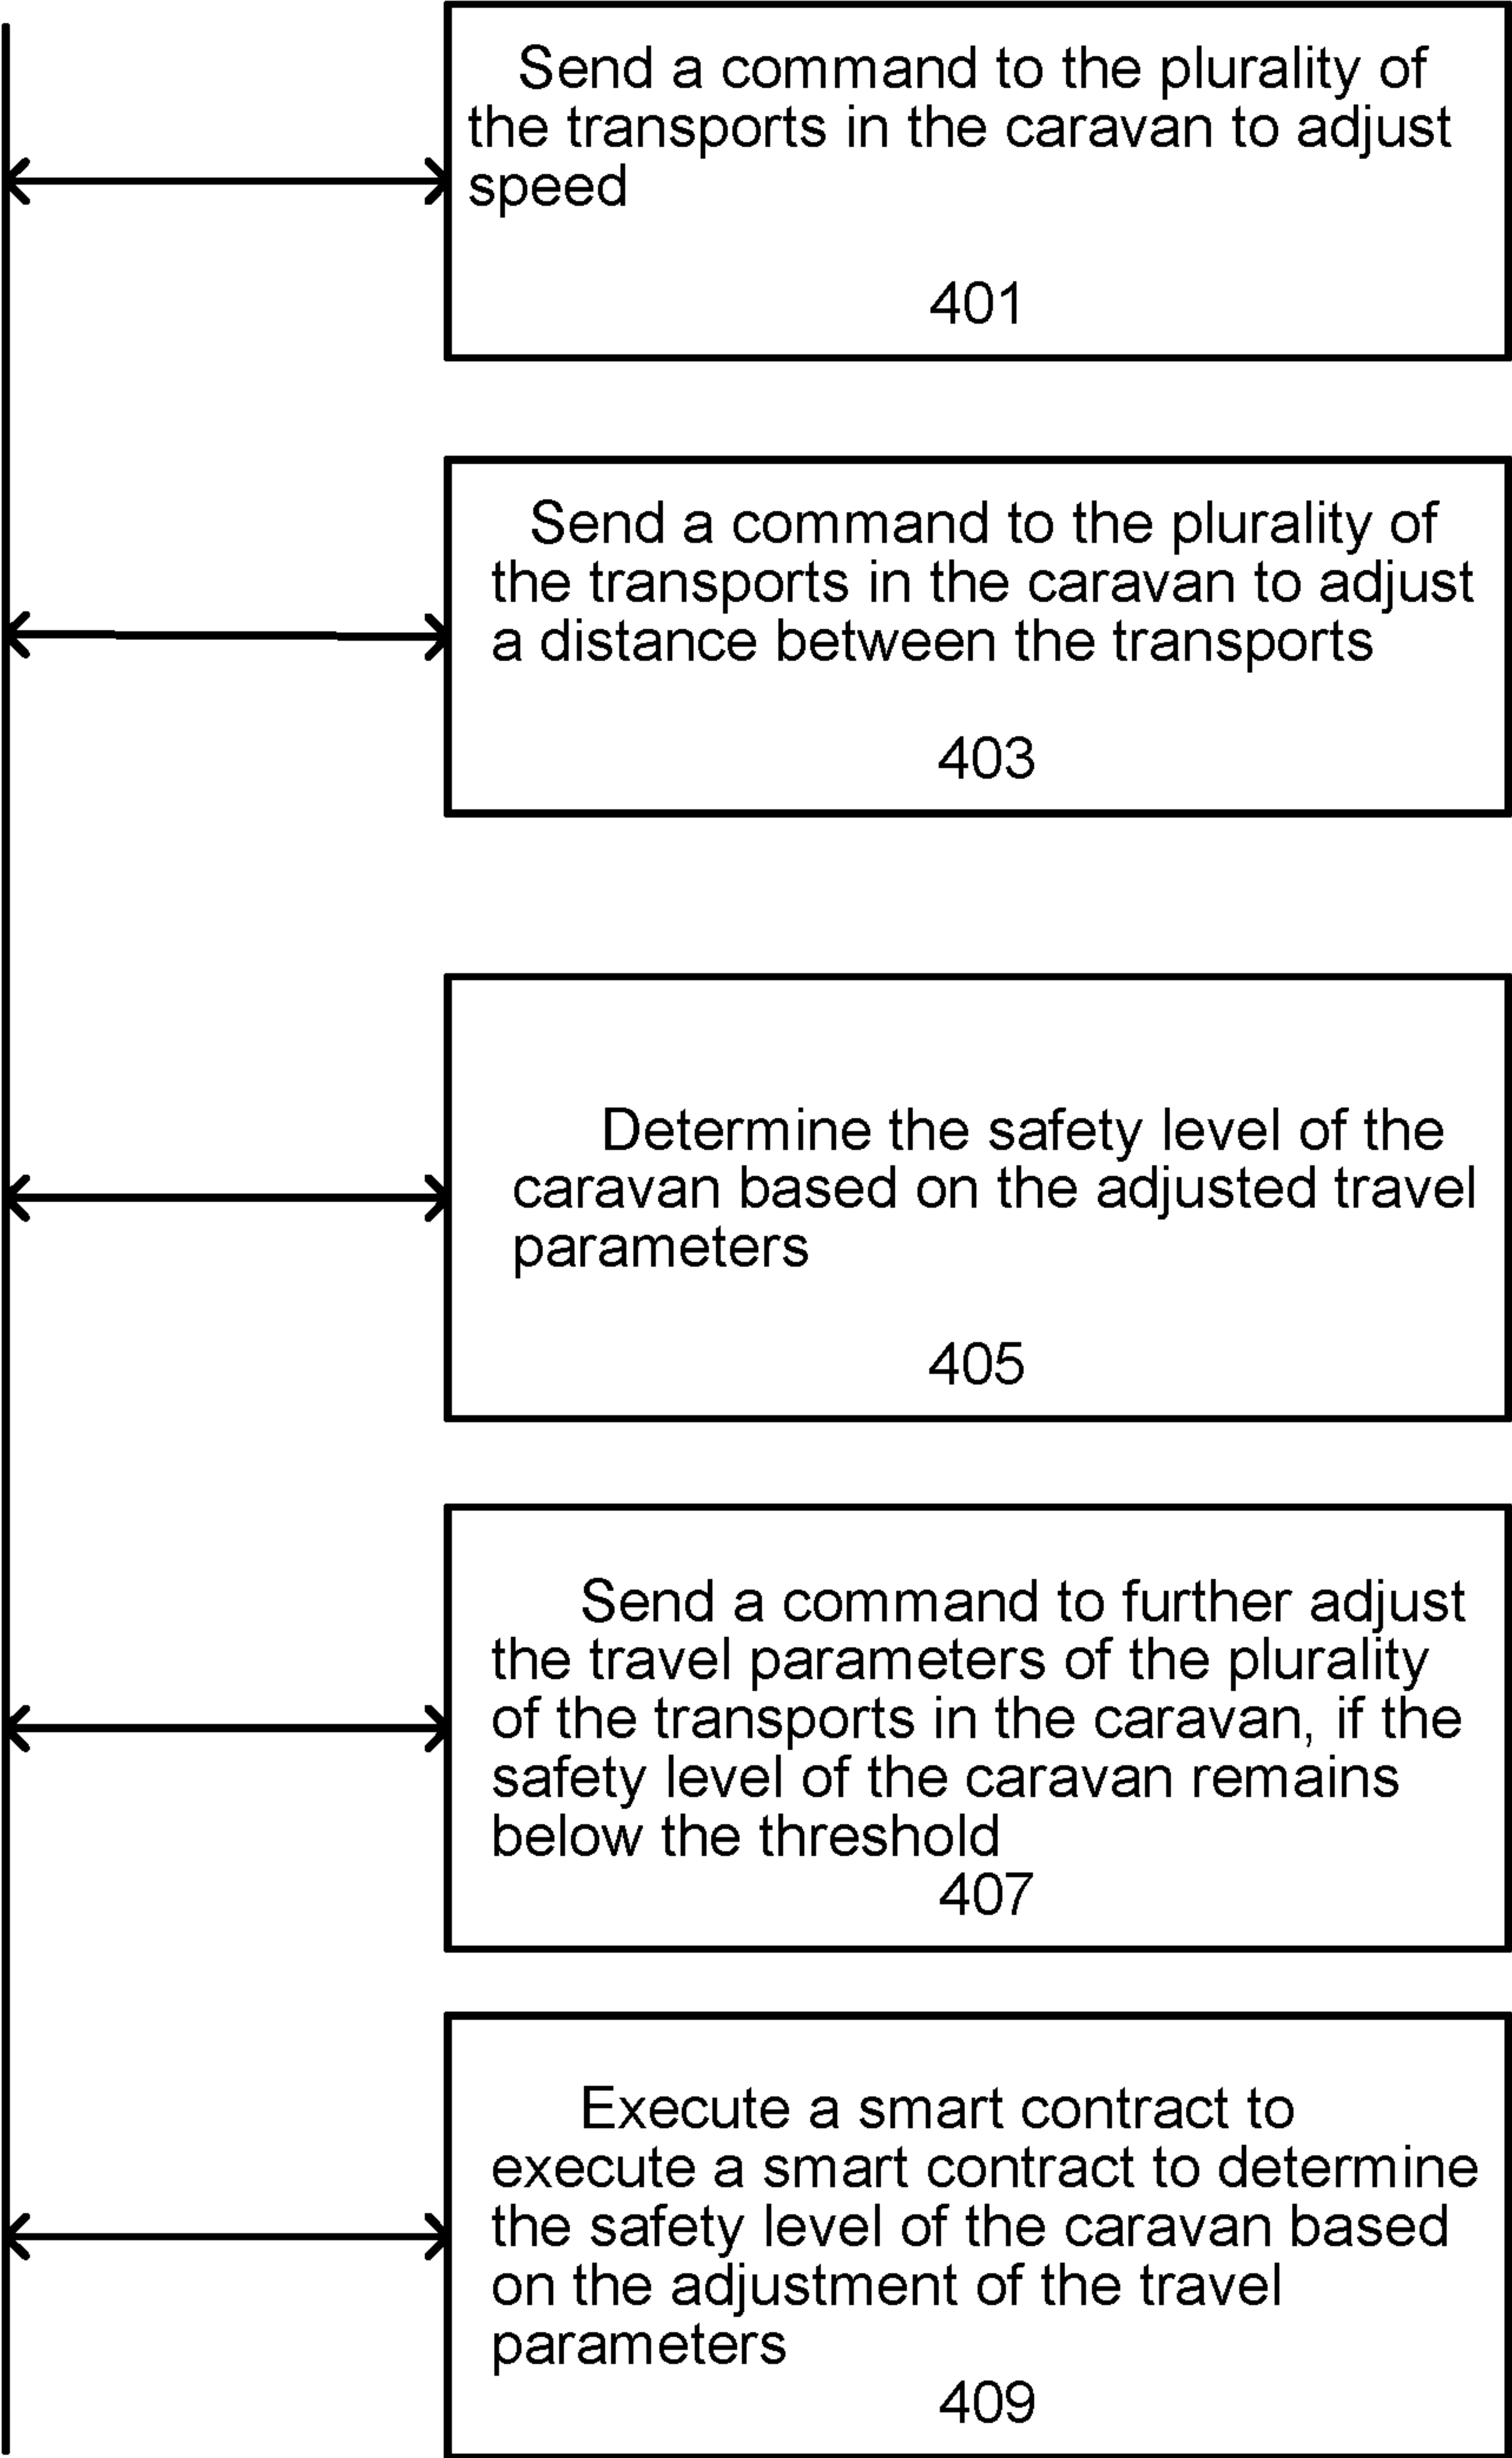 Send a command to the plurality of
the transports in the caravan to adjust
speed
401
Send a command to the plurality of
the transports in the caravan to adjust
a distance between the transports
403
Determine the safety level of the
caravan based on the adjusted travel
parameters
405
Send a command to further adjust
the travel parameters of the plurality
of the transports in the caravan, if the
safety level of the caravan remains
below the threshold
407
Execute a smart contract to
execute a smart contract to determine
the safety level of the caravan based
on the adjustment of the travel
parameters
409